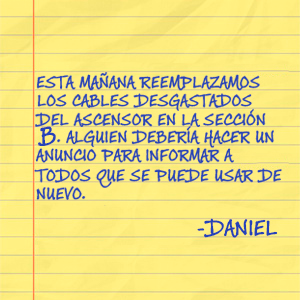 ESTA MAÑANA REEMPLAZAMOS
LOS CABLES DESGASTADOS
DEL ASCENSOR EN LA SECCIÓN
B. ALGUIEN DEBERÍA HACER UN
ANUNCIO PARA INFORMAR A
TODOS QUE SE PUEDE USAR DE
NUEVO.
-DANIEL